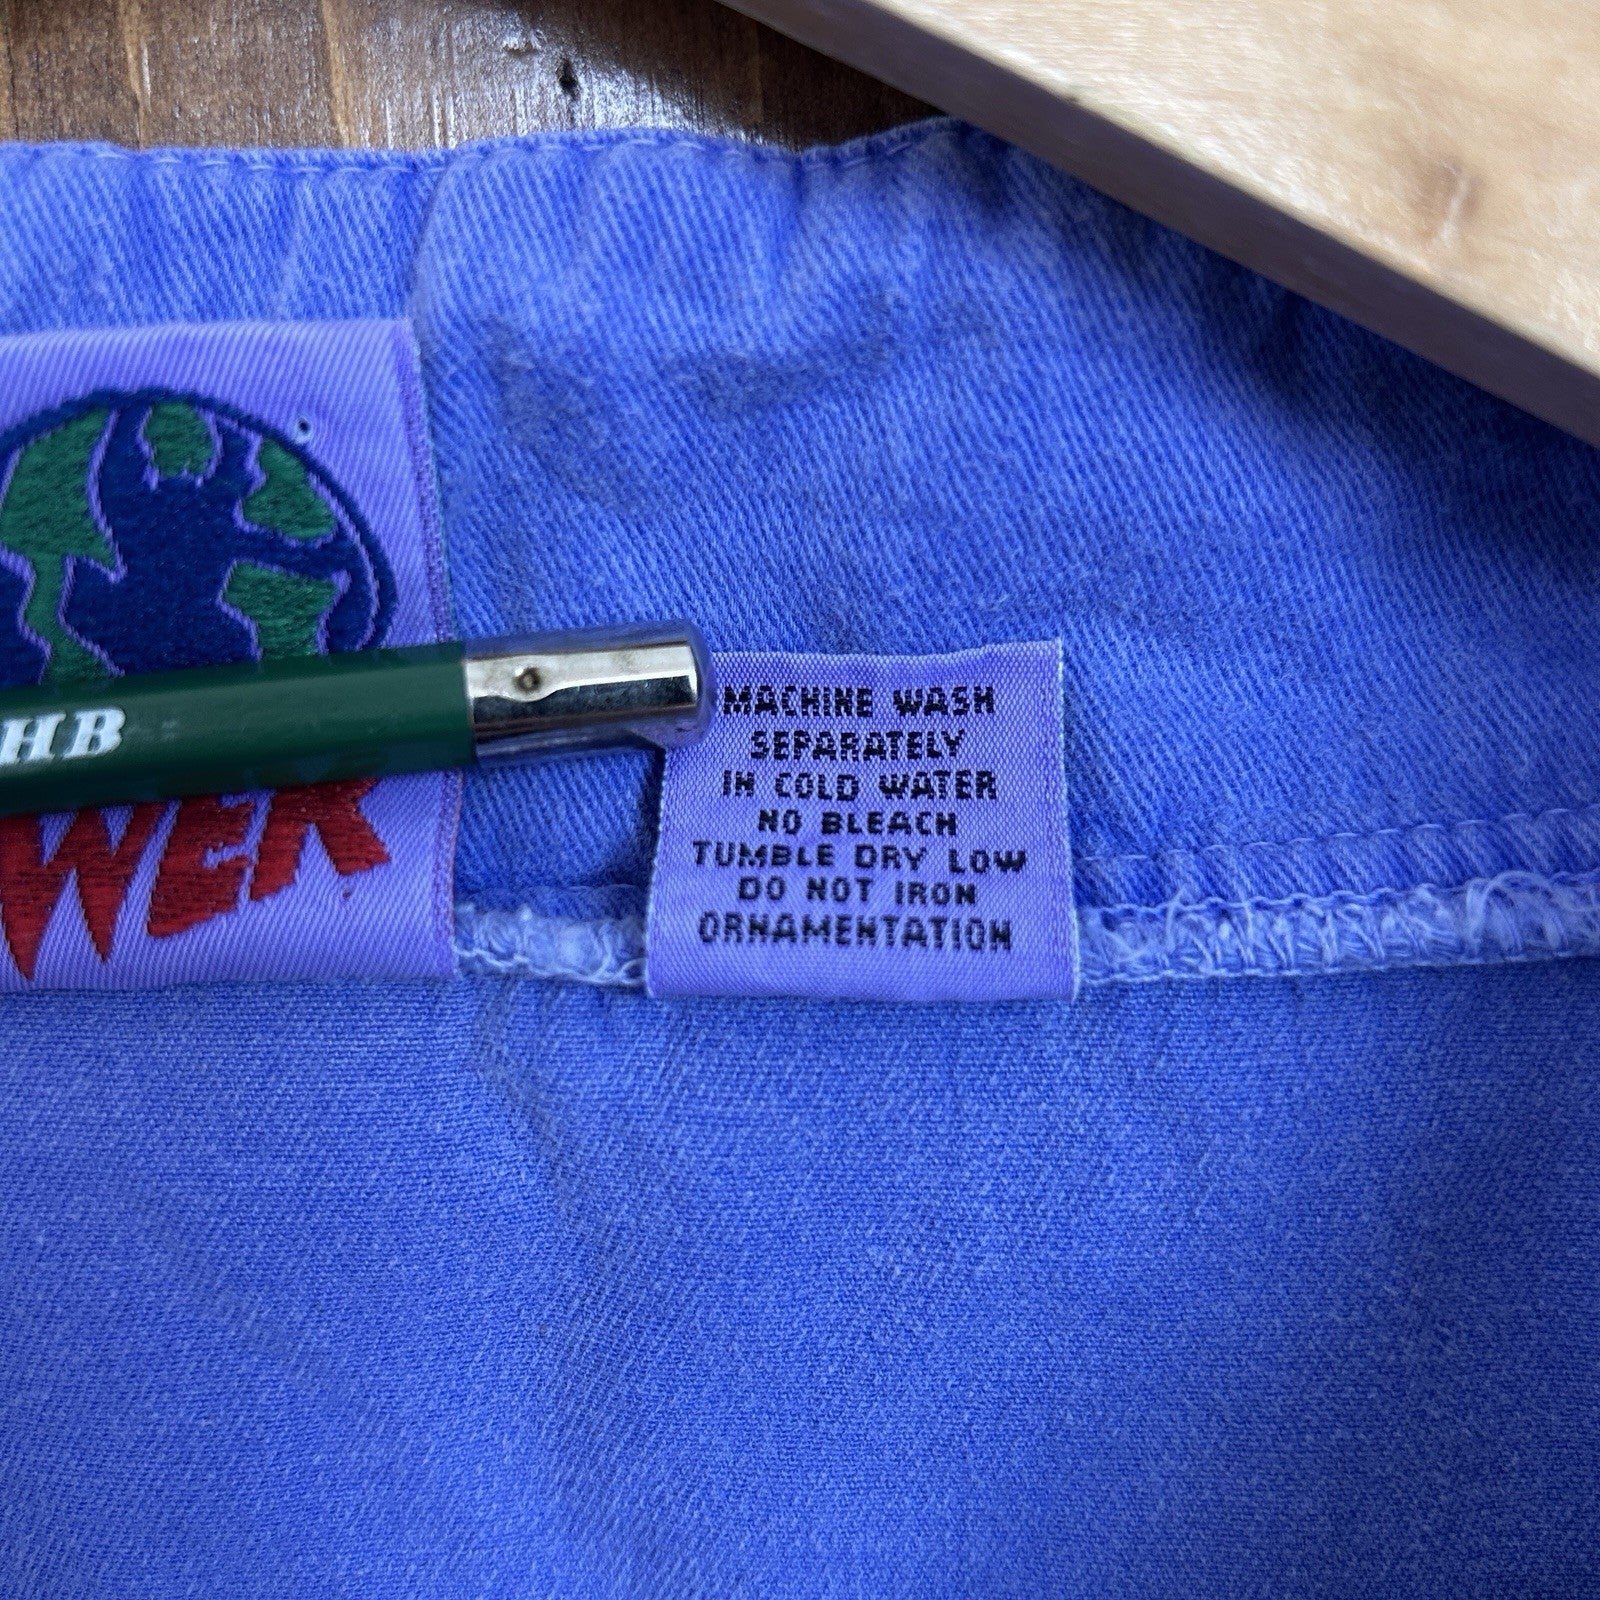 HB
WER
MACHINE WASH
SEPARATELY
IN COLD WATER
NO BLEACH
TUMBLE DRY LOW
DO NOT IRON
ORNAMENTATION